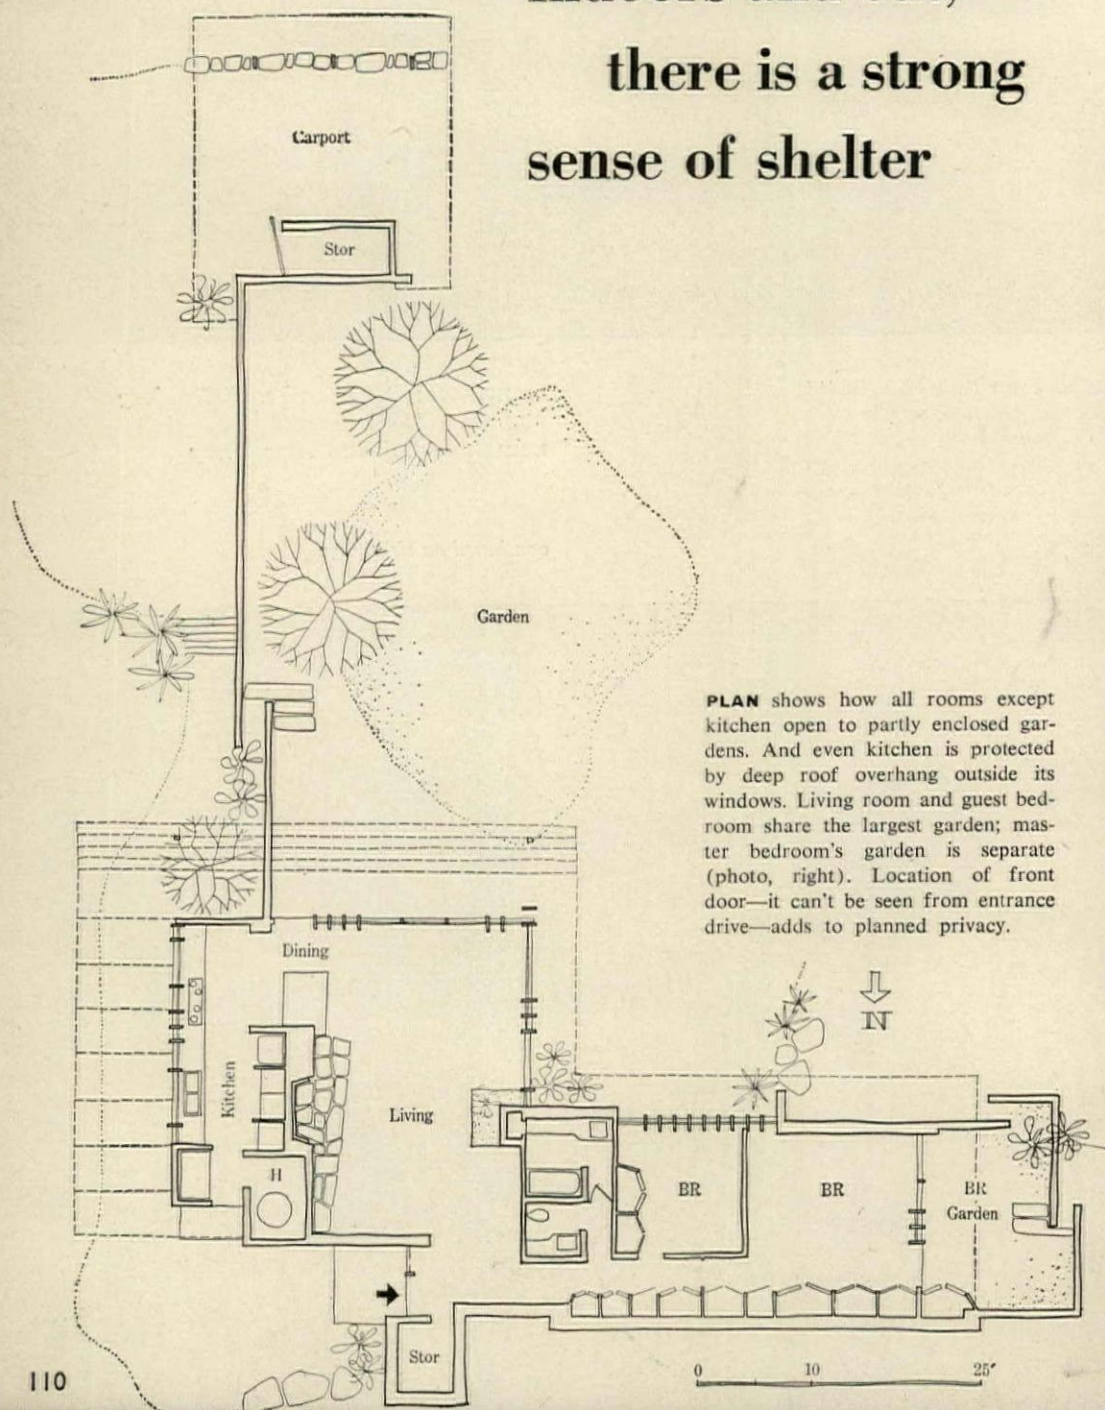 there is a strong
sense of shelter
Carport
Stor
Garden
PLAN shows how all rooms except
kitchen open to partly enclosed gar-
dens. And even kitchen is protected
by deep roof overhang outside its
windows. Living room and guest bed-
room share the largest garden; mas-
ter bedroom's garden is separate
(photo, right). Location of front
door—it can't be seen from entrance
drive—adds to planned privacy.
Dining
N
Kitchen
Living
H
BR
BR
BR
Garden
Stor
0 10 25'
110